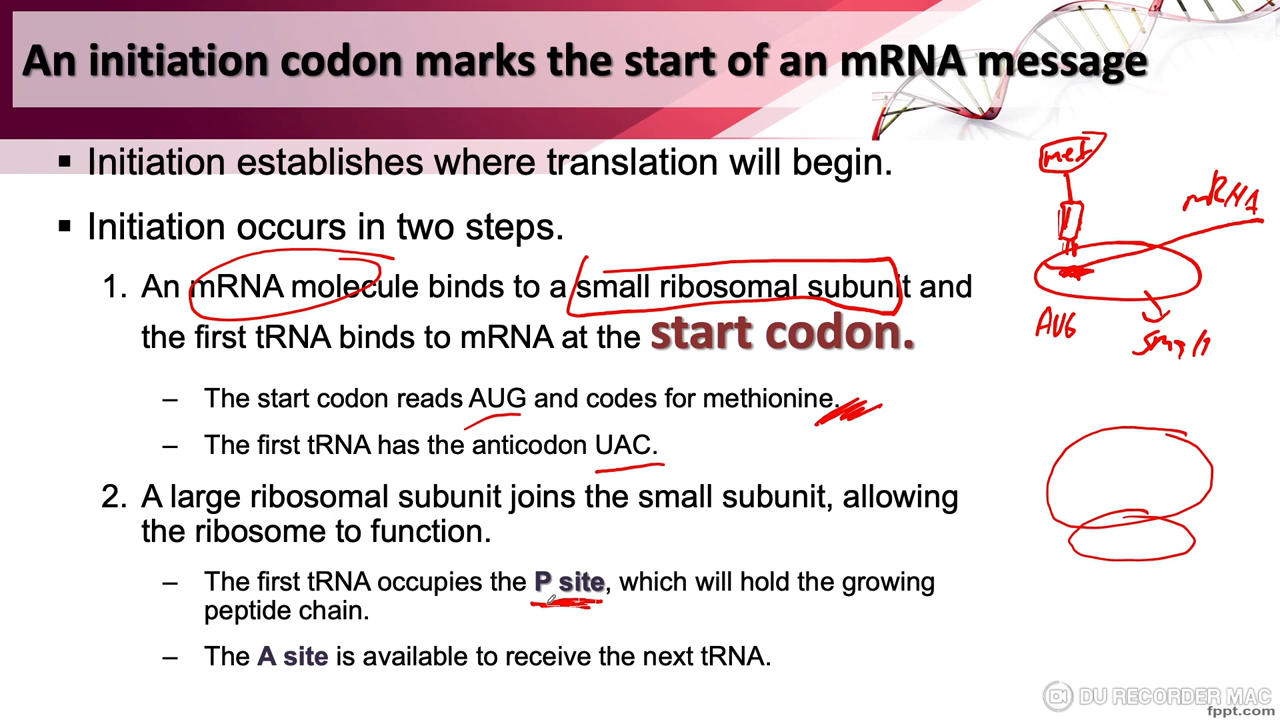 An initiation codon marks the start of an mRNA message
▪ Initiation establishes where translation will begin.
▪ Initiation occurs in two steps.
1. An mRNA molecule binds to a small ribosomal subunit and
the first tRNA binds to mRNA at the start codon.
– The start codon reads AUG and codes for methionine.
– The first tRNA has the anticodon UAC.
2. A large ribosomal subunit joins the small subunit, allowing
the ribosome to function.
– The first tRNA occupies the P site, which will hold the growing
peptide chain.
– The A site is available to receive the next tRNA.
met
mRNA
AUG
small
DU RECORDER MAC
fppt.com